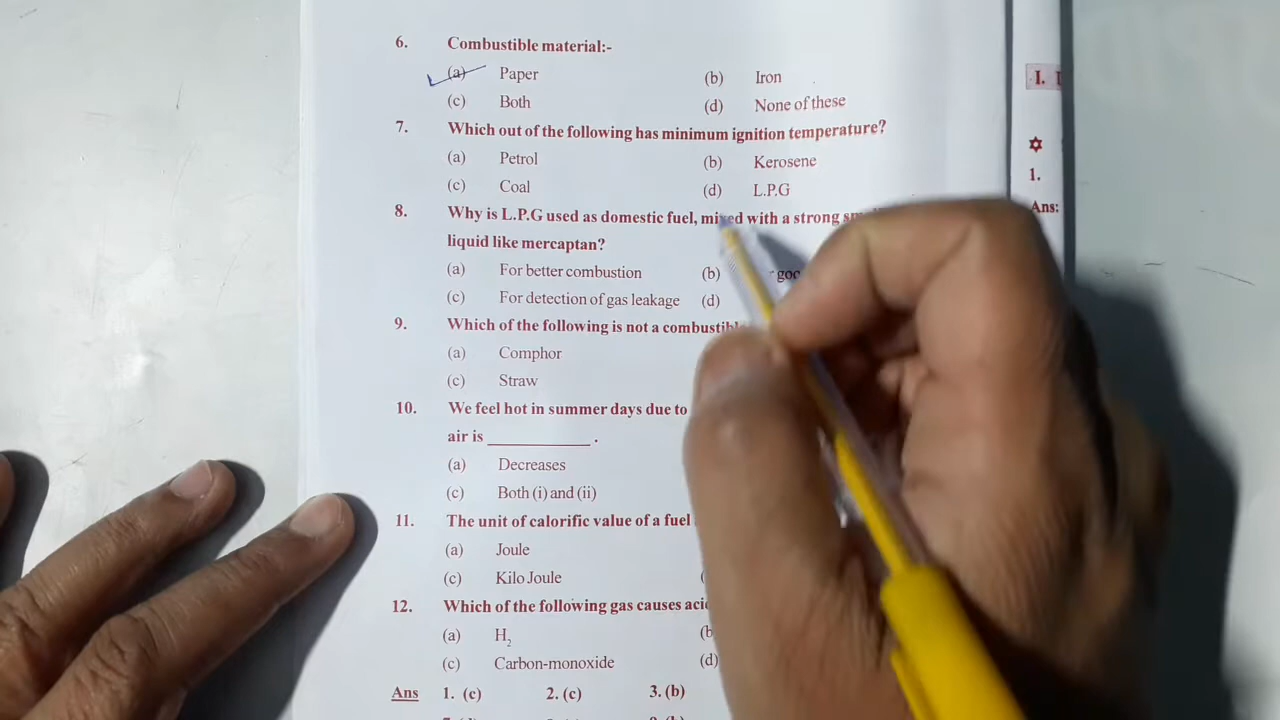 6. Combustible material:-
(a) Paper (b) Iron
(c) Both (d) None of these
7. Which out of the following has minimum ignition temperature?
(a) Petrol (b) Kerosene
(c) Coal (d) L.P.G
8. Why is L.P.G used as domestic fuel, mixed with a strong
liquid like mercaptan?
(a) For better combustion (b)
(c) For detection of gas leakage (d)
9. Which of the following is not a
(a) Comphor
(c) Straw
10. We feel hot in summer days due to
air is __________ .
(a) Decreases
(c) Both (i) and (ii)
11. The unit of calorific value of a fuel
(a) Joule
(c) Kilo Joule
12. Which of the following gas causes
(a) H₂ (b
(c) Carbon-monoxide (d)
Ans 1. (c) 2. (c) 3. (b)
I.
1.
Ans: